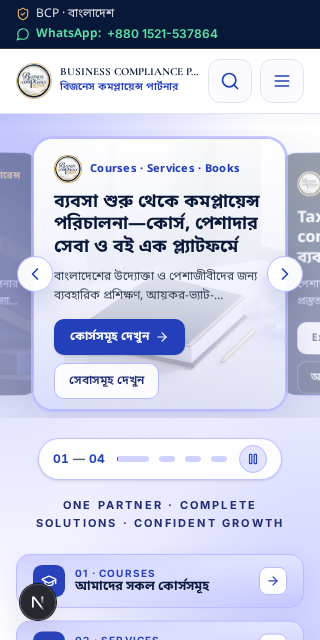 BCP · বাংলাদেশ
WhatsApp: +880 1521-537864
BUSINESS COMPLIANCE P...
বিজনেস কমপ্লায়েন্স পার্টনার
Courses · Services · Books
ব্যবসা শুরু থেকে কমপ্লায়েন্স
পরিচালনা—কোর্স, পেশাদার
সেবা ও বই এক প্ল্যাটফর্মে
বাংলাদেশের উদ্যোক্তা ও পেশাজীবীদের জন্য
ব্যবহারিক প্রশিক্ষণ, আয়কর-ভ্যাট-...
কোর্সসমূহ দেখুন
সেবাসমূহ দেখুন
01 — 04
ONE PARTNER · COMPLETE
SOLUTIONS · CONFIDENT GROWTH
01 · COURSES
আমাদের সকল কোর্সসমূহ
N
02 · SERVICES